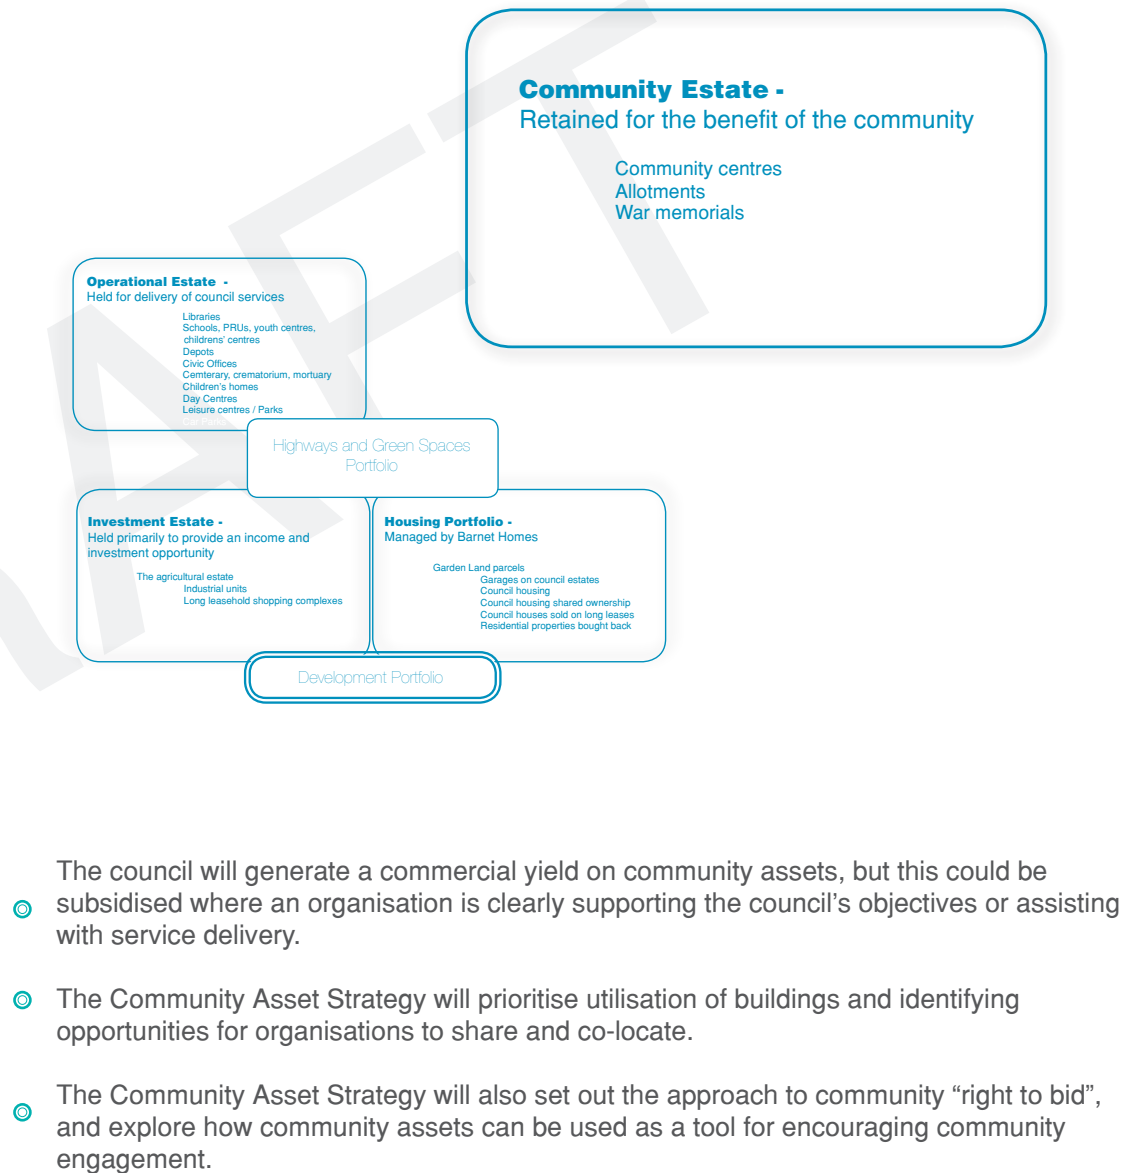 Community Estate -
Retained for the benefit of the community
Community centres
Allotments
War memorials
Operational Estate -
Held for delivery of council services
Libraries
Schools, PRUs, youth centres,
childrens' centres
Depots
Civic Offices
Cemterary, crematorium, mortuary
Children's homes
Day Centres
Leisure centres / Parks
Highways and Green Spaces
Portfolio
Investment Estate -
Held primarily to provide an income and
investment opportunity
The agricultural estate
Industrial units
Long leasehold shopping complexes
Housing Portfolio -
Managed by Barnet Homes
Garden Land parcels
Garages on council estates
Council housing
Council housing shared ownership
Council houses sold on long leases
Residential properties bought back
Development Portfolio
The council will generate a commercial yield on community assets, but this could be
subsidised where an organisation is clearly supporting the council’s objectives or assisting
with service delivery.
The Community Asset Strategy will prioritise utilisation of buildings and identifying
opportunities for organisations to share and co-locate.
The Community Asset Strategy will also set out the approach to community “right to bid”,
and explore how community assets can be used as a tool for encouraging community
engagement.